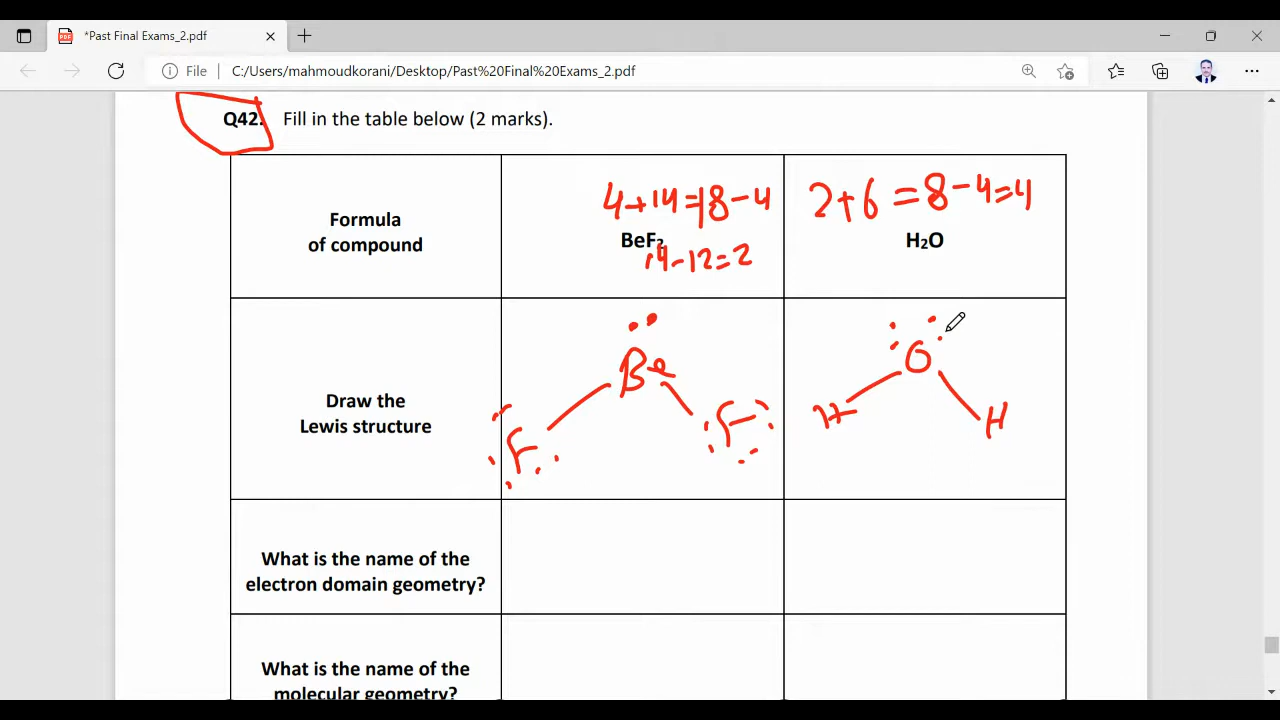 *Past Final Exams_2.pdf
File
C:/Users/mahmoudkorani/Desktop/Past%20Final%20Exams_2.pdf
Q42. Fill in the table below (2 marks).
Formula
of compound
4+14=18-4
BeF2
14-12=2
2+6=8-4=4
H₂O
Draw the
Lewis structure
Be
F
F
O
H
H
What is the name of the
electron domain geometry?
What is the name of the
molecular geometry?